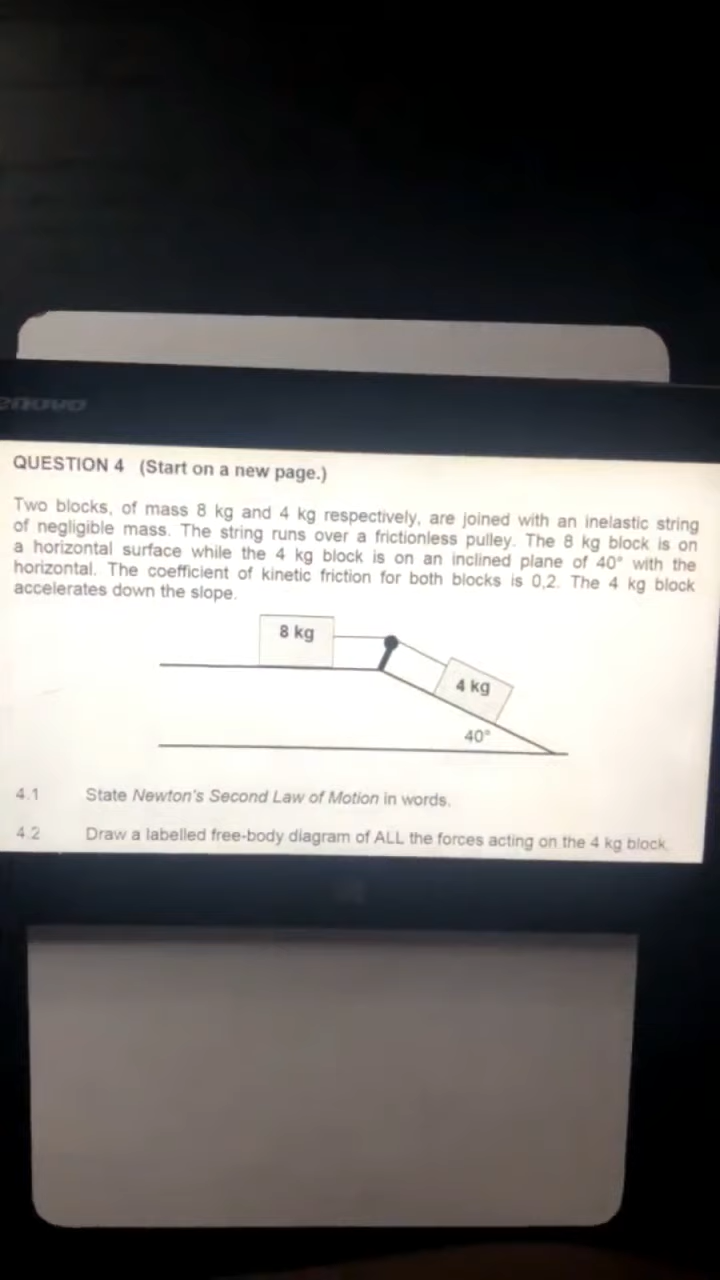 lenovo
QUESTION 4 (Start on a new page.)
Two blocks, of mass 8 kg and 4 kg respectively, are joined with an inelastic string
of negligible mass. The string runs over a frictionless pulley. The 8 kg block is on
a horizontal surface while the 4 kg block is on an inclined plane of 40° with the
horizontal. The coefficient of kinetic friction for both blocks is 0,2. The 4 kg block
accelerates down the slope.
8 kg
4 kg
40°
4.1 State Newton's Second Law of Motion in words.
4.2 Draw a labelled free-body diagram of ALL the forces acting on the 4 kg block.